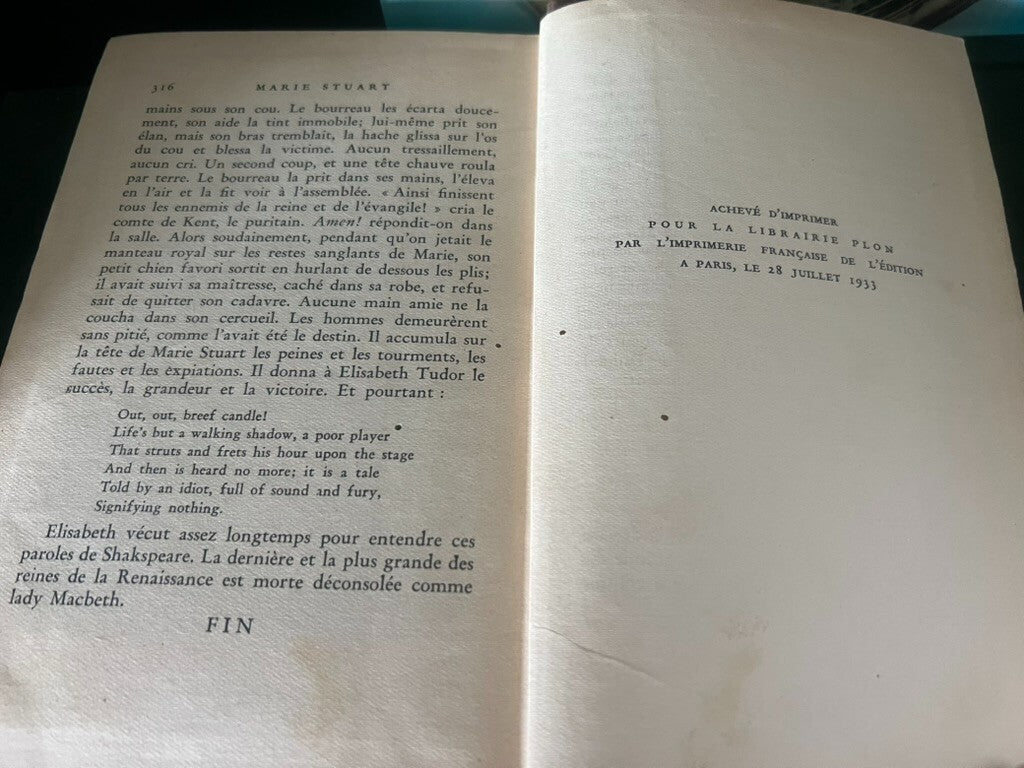 316 MARIE STUART
mains sous son cou. Le bourreau les écarta douce-
ment, son aide la tint immobile; lui-même prit son
élan, mais son bras tremblait, la hache glissa sur l'os
du cou et blessa la victime. Aucun tressaillement,
aucun cri. Un second coup, et une tête chauve roula
par terre. Le bourreau la prit dans ses mains, l'éleva
en l'air et la fit voir à l'assemblée. « Ainsi finissent
tous les ennemis de la reine et de l'évangile! » cria le
comte de Kent, le puritain. Amen! répondit-on dans
la salle. Alors soudainement, pendant qu'on jetait le
manteau royal sur les restes sanglants de Marie, son
petit chien favori sortit en hurlant de dessous les plis;
il avait suivi sa maîtresse, caché dans sa robe, et refu-
sait de quitter son cadavre. Aucune main amie ne la
coucha dans son cercueil. Les hommes demeurèrent
sans pitié, comme l'avait été le destin. Il accumula sur
la tête de Marie Stuart les peines et les tourments, les
fautes et les expiations. Il donna à Elisabeth Tudor le
succès, la grandeur et la victoire. Et pourtant :
Out, out, breef candle!
Life's but a walking shadow, a poor player
That struts and frets his hour upon the stage
And then is heard no more; it is a tale
Told by an idiot, full of sound and fury,
Signifying nothing.
Elisabeth vécut assez longtemps pour entendre ces
paroles de Shakspeare. La dernière et la plus grande des
reines de la Renaissance est morte déconsolée comme
lady Macbeth.
FIN
ACHEVÉ D'IMPRIMER
POUR LA LIBRAIRIE PLON
PAR L'IMPRIMERIE FRANÇAISE DE L'ÉDITION
A PARIS, LE 28 JUILLET 1933